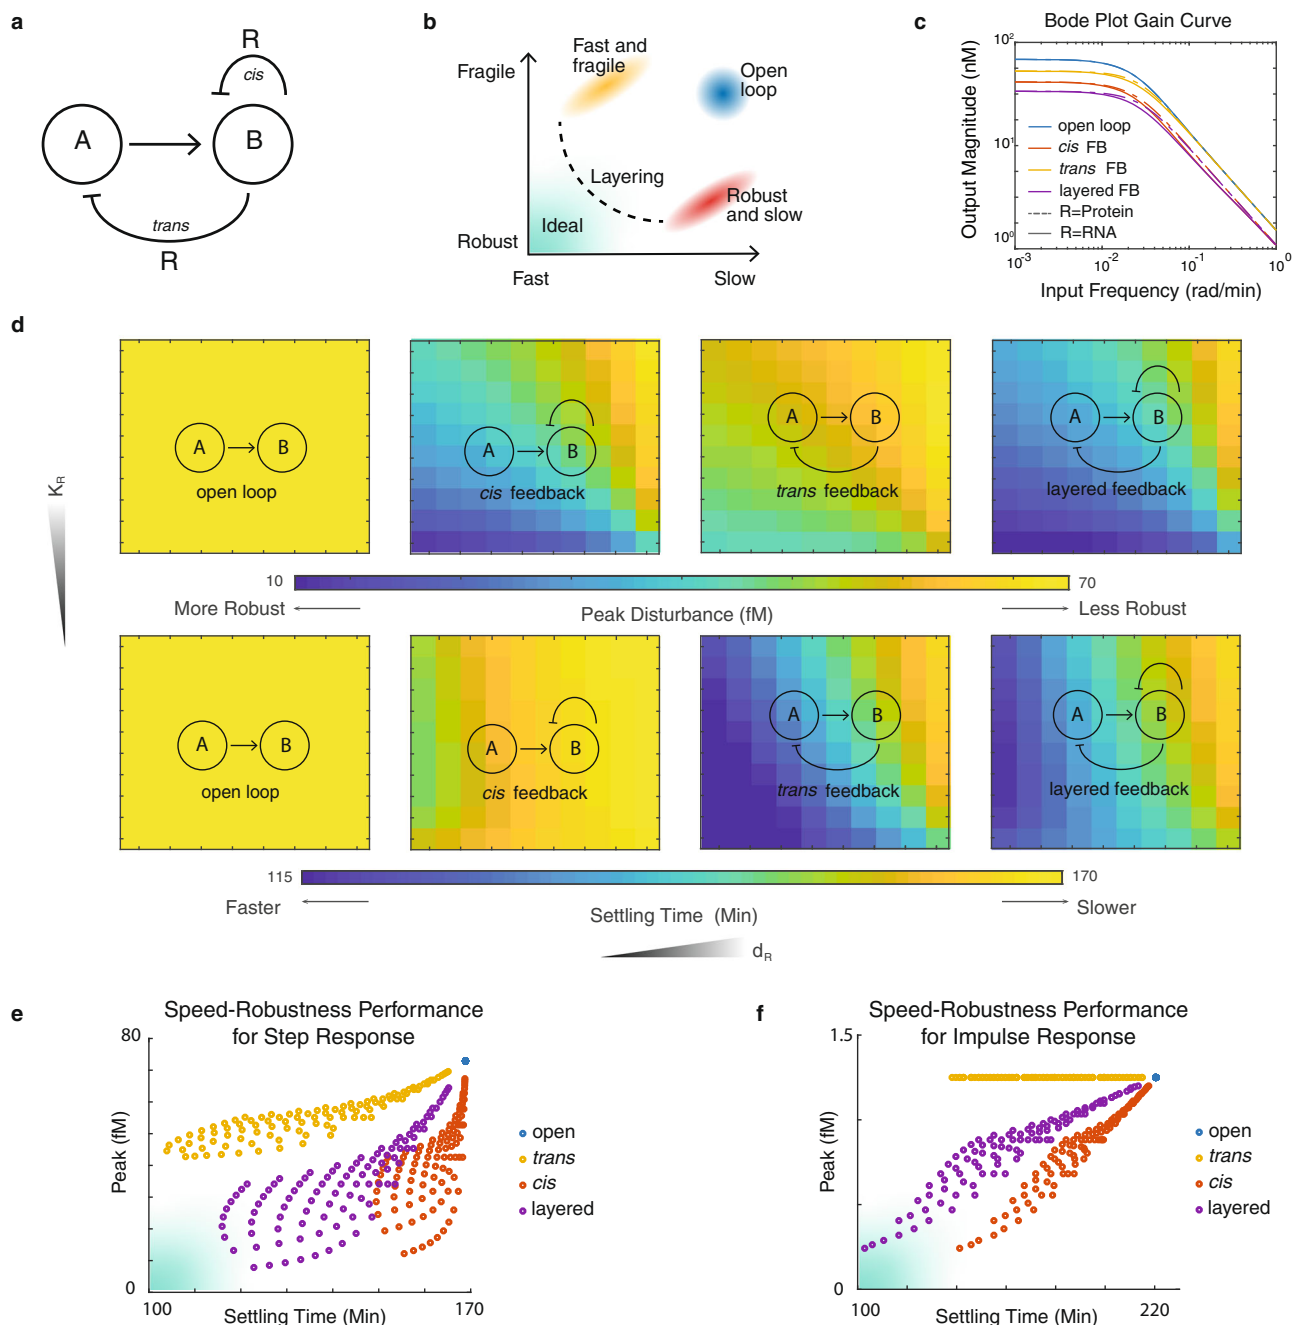 a
R
cis
A
B
trans
R
b
Fragile
Fast and
fragile
Open
loop
Layering
Robust
and slow
Ideal
Robust
Fast
Slow
c
Bode Plot Gain Curve
Output Magnitude (nM)
10²
10¹
10⁰
open loop
cis FB
trans FB
layered FB
R=Protein
R=RNA
10⁻³
10⁻²
10⁻¹
10⁰
Input Frequency (rad/min)
d
K_R
A
B
open loop
A
B
cis feedback
A
B
trans feedback
A
B
layered feedback
10
70
More Robust
Peak Disturbance (fM)
Less Robust
A
B
open loop
A
B
cis feedback
A
B
trans feedback
A
B
layered feedback
115
170
Faster
Settling Time (Min)
Slower
d_R
e
Speed-Robustness Performance
for Step Response
80
Peak (fM)
0
100
170
Settling Time (Min)
open
trans
cis
layered
f
Speed-Robustness Performance
for Impulse Response
1.5
Peak (fM)
0
100
220
Settling Time (Min)
open
trans
cis
layered